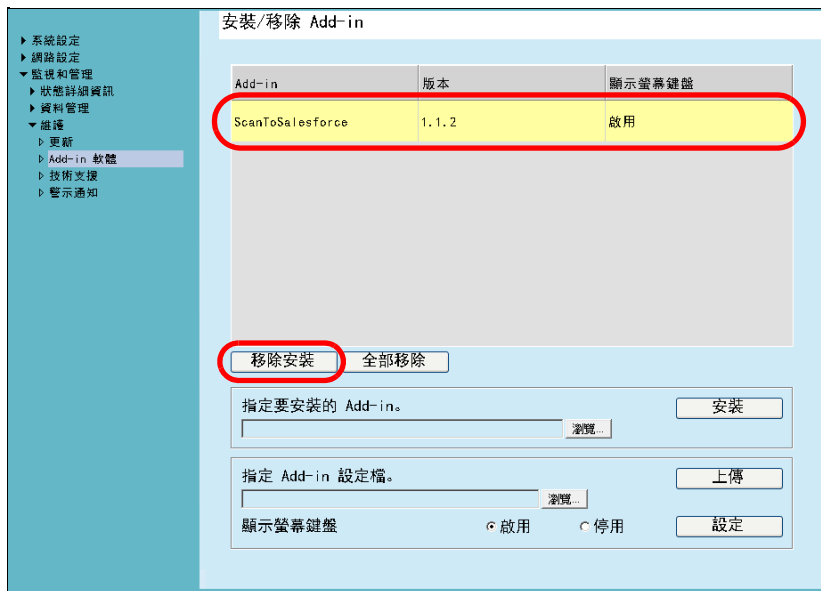 安裝/移除 Add-in
系統設定
網路設定
監視和管理
狀態詳細資訊
資料管理
維護
更新
Add-in 軟體
技術支援
警示通知
Add-in 版本 顯示螢幕鍵盤
ScanToSalesforce 1.1.2 啟用
移除安裝 全部移除
指定要安裝的 Add-in。 安裝
瀏覽...
指定 Add-in 設定檔。 上傳
瀏覽...
顯示螢幕鍵盤 啟用 停用 設定